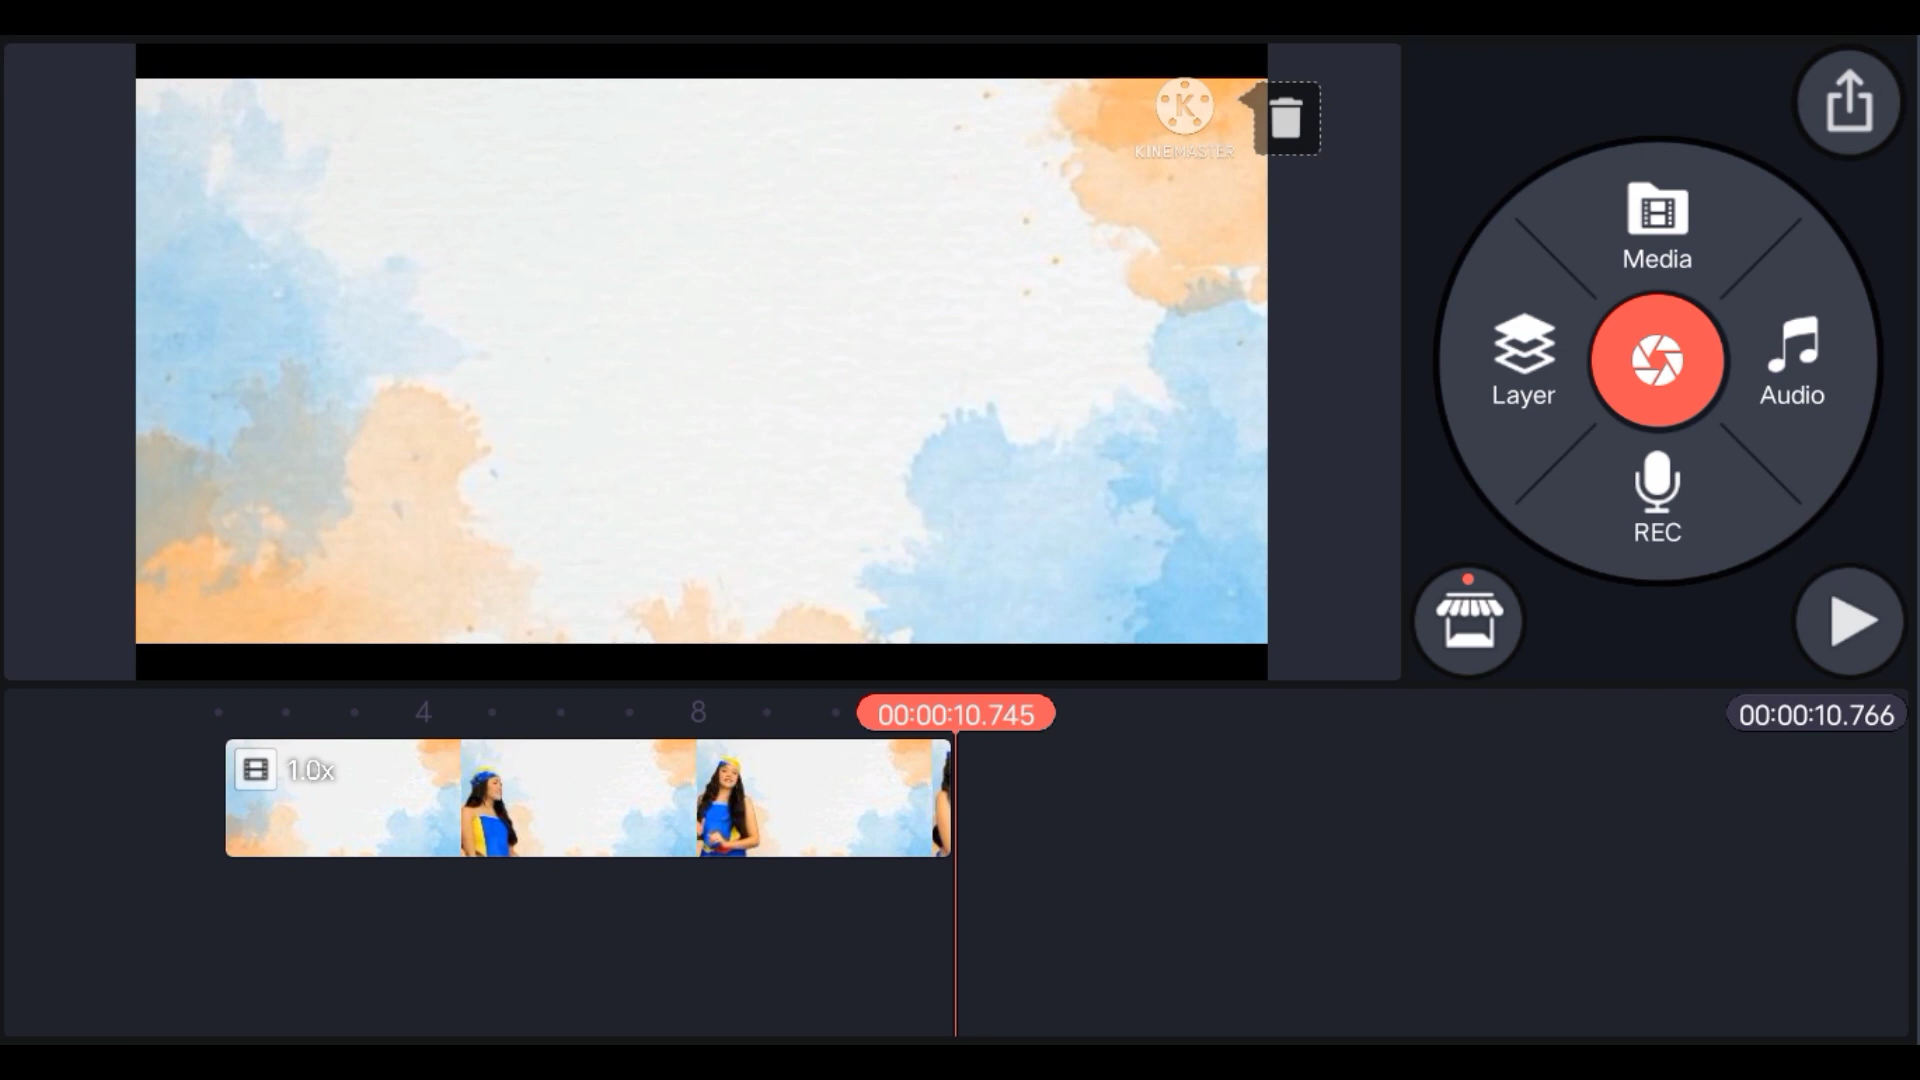 KINEMASTER
Media
Layer
Audio
REC
4
8
00:00:10.745
00:00:10.766
1.0x